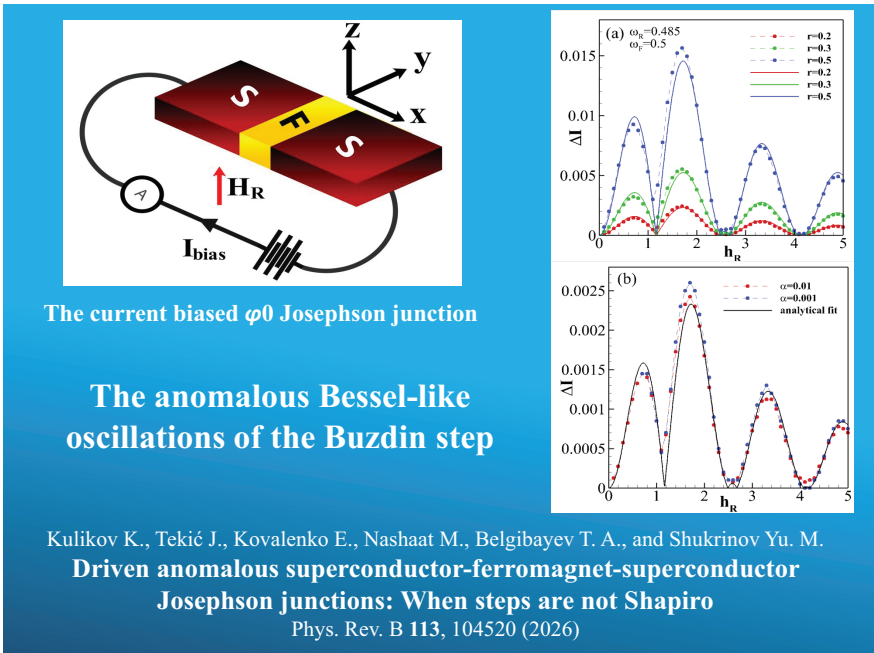 S
F
S
z
y
x
A
H_R
I_bias
The current biased φ0 Josephson junction
The anomalous Bessel-like
oscillations of the Buzdin step
(a)
ω_R=0.485
ω_F=0.5
r=0.2
r=0.3
r=0.5
r=0.2
r=0.3
r=0.5
ΔI
0.015
0.01
0.005
0
0 1 2 3 4 5
h_R
(b)
α=0.01
α=0.001
analytical fit
ΔI
0.0025
0.002
0.0015
0.001
0.0005
0
0 1 2 3 4 5
h_R
Kulikov K., Tekić J., Kovalenko E., Nashaat M., Belgibayev T. A., and Shukrinov Yu. M.
Driven anomalous superconductor-ferromagnet-superconductor
Josephson junctions: When steps are not Shapiro
Phys. Rev. B 113, 104520 (2026)